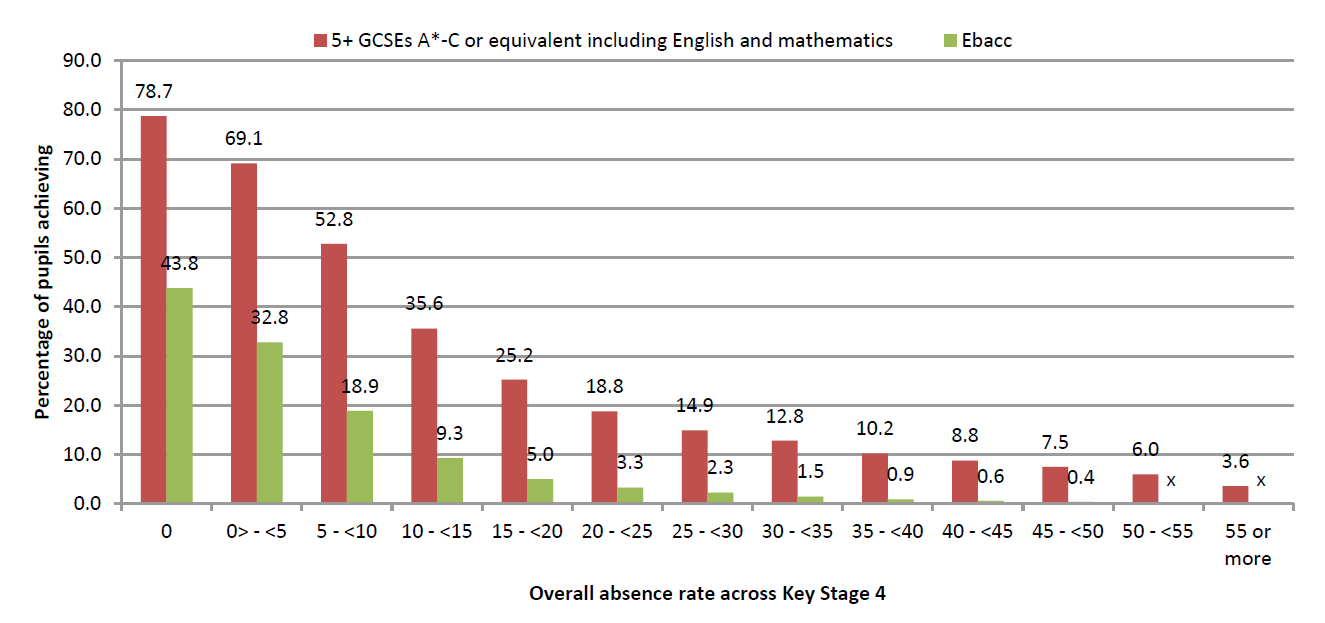 5+ GCSEs A*-C or equivalent including English and mathematics
Ebacc
Percentage of pupils achieving
90.0
80.0
70.0
60.0
50.0
40.0
30.0
20.0
10.0
0.0
78.7
43.8
69.1
32.8
52.8
18.9
35.6
9.3
25.2
5.0
18.8
3.3
14.9
2.3
12.8
1.5
10.2
0.9
8.8
0.6
7.5
0.4
6.0
x
3.6
x
0
0> - <5
5 - <10
10 - <15
15 - <20
20 - <25
25 - <30
30 - <35
35 - <40
40 - <45
45 - <50
50 - <55
55 or
more
Overall absence rate across Key Stage 4